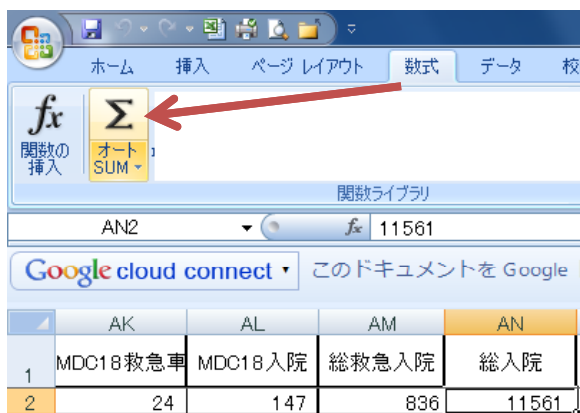 ホーム 挿入 ページ レイアウト 数式 データ 校
fx Σ
関数の
挿入
オート
SUM
関数ライブラリ
AN2 fx 11561
Google cloud connect このドキュメントを Google
AK AL AM AN
1 MDC18救急車 MDC18入院 総救急入院 総入院
2 24 147 836 11561